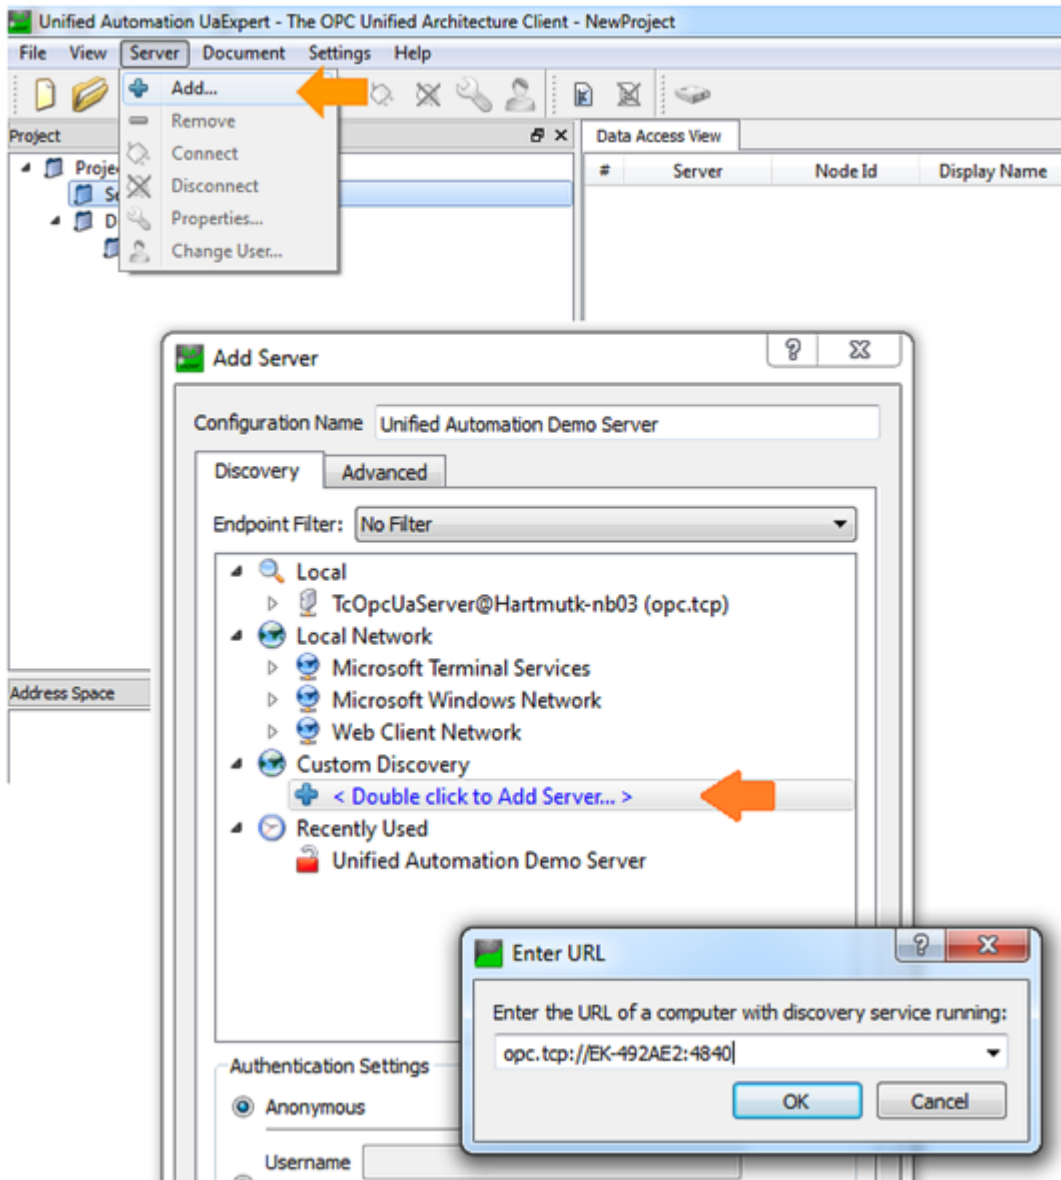 Unified Automation UaExpert - The OPC Unified Architecture Client - NewProject
File View Server Document Settings Help
Add...
Remove
Connect
Disconnect
Properties...
Change User...
Project
Data Access View
# Server Node Id Display Name
D
Add Server
Configuration Name Unified Automation Demo Server
Discovery Advanced
Endpoint Filter: No Filter
Local
TcOpcUaServer@Hartmutk-nb03 (opc.tcp)
Local Network
Microsoft Terminal Services
Microsoft Windows Network
Web Client Network
Custom Discovery
< Double click to Add Server... >
Recently Used
Unified Automation Demo Server
Address Space
Enter URL
Enter the URL of a computer with discovery service running:
opc.tcp://EK-492AE2:4840
OK Cancel
Authentication Settings
Anonymous
Username